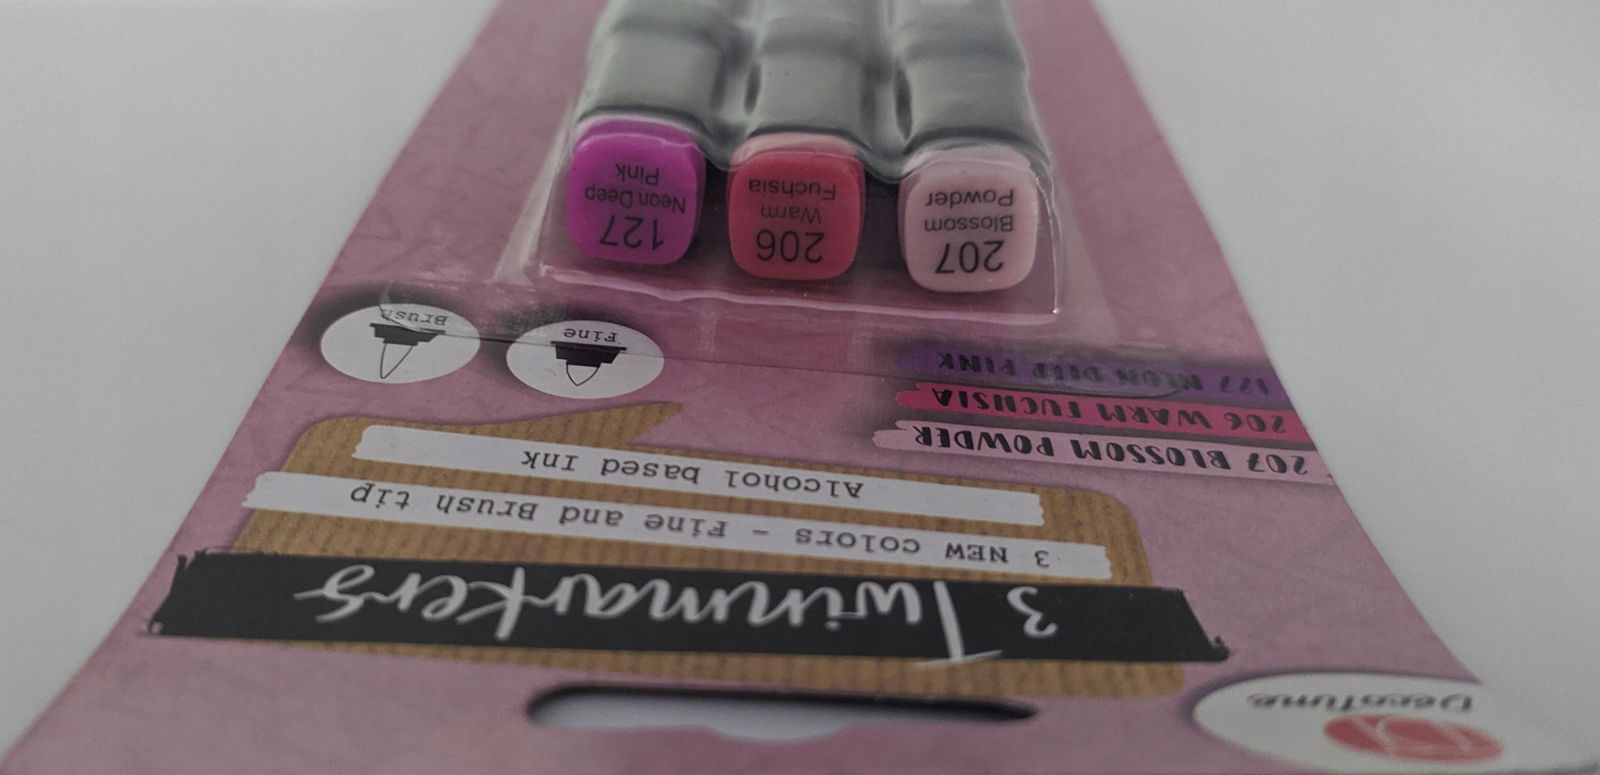 DecoTime
3 Twinmarkers
3 NEW colors - Fine and Brush tip
Alcohol based Ink
207 BLOSSOM POWDER
206 WARM FUCHSIA
127 NEON DEEP PINK
Fine
Brush
207
Blossom
Powder
206
Warm
Fuchsia
127
Neon Deep
Pink